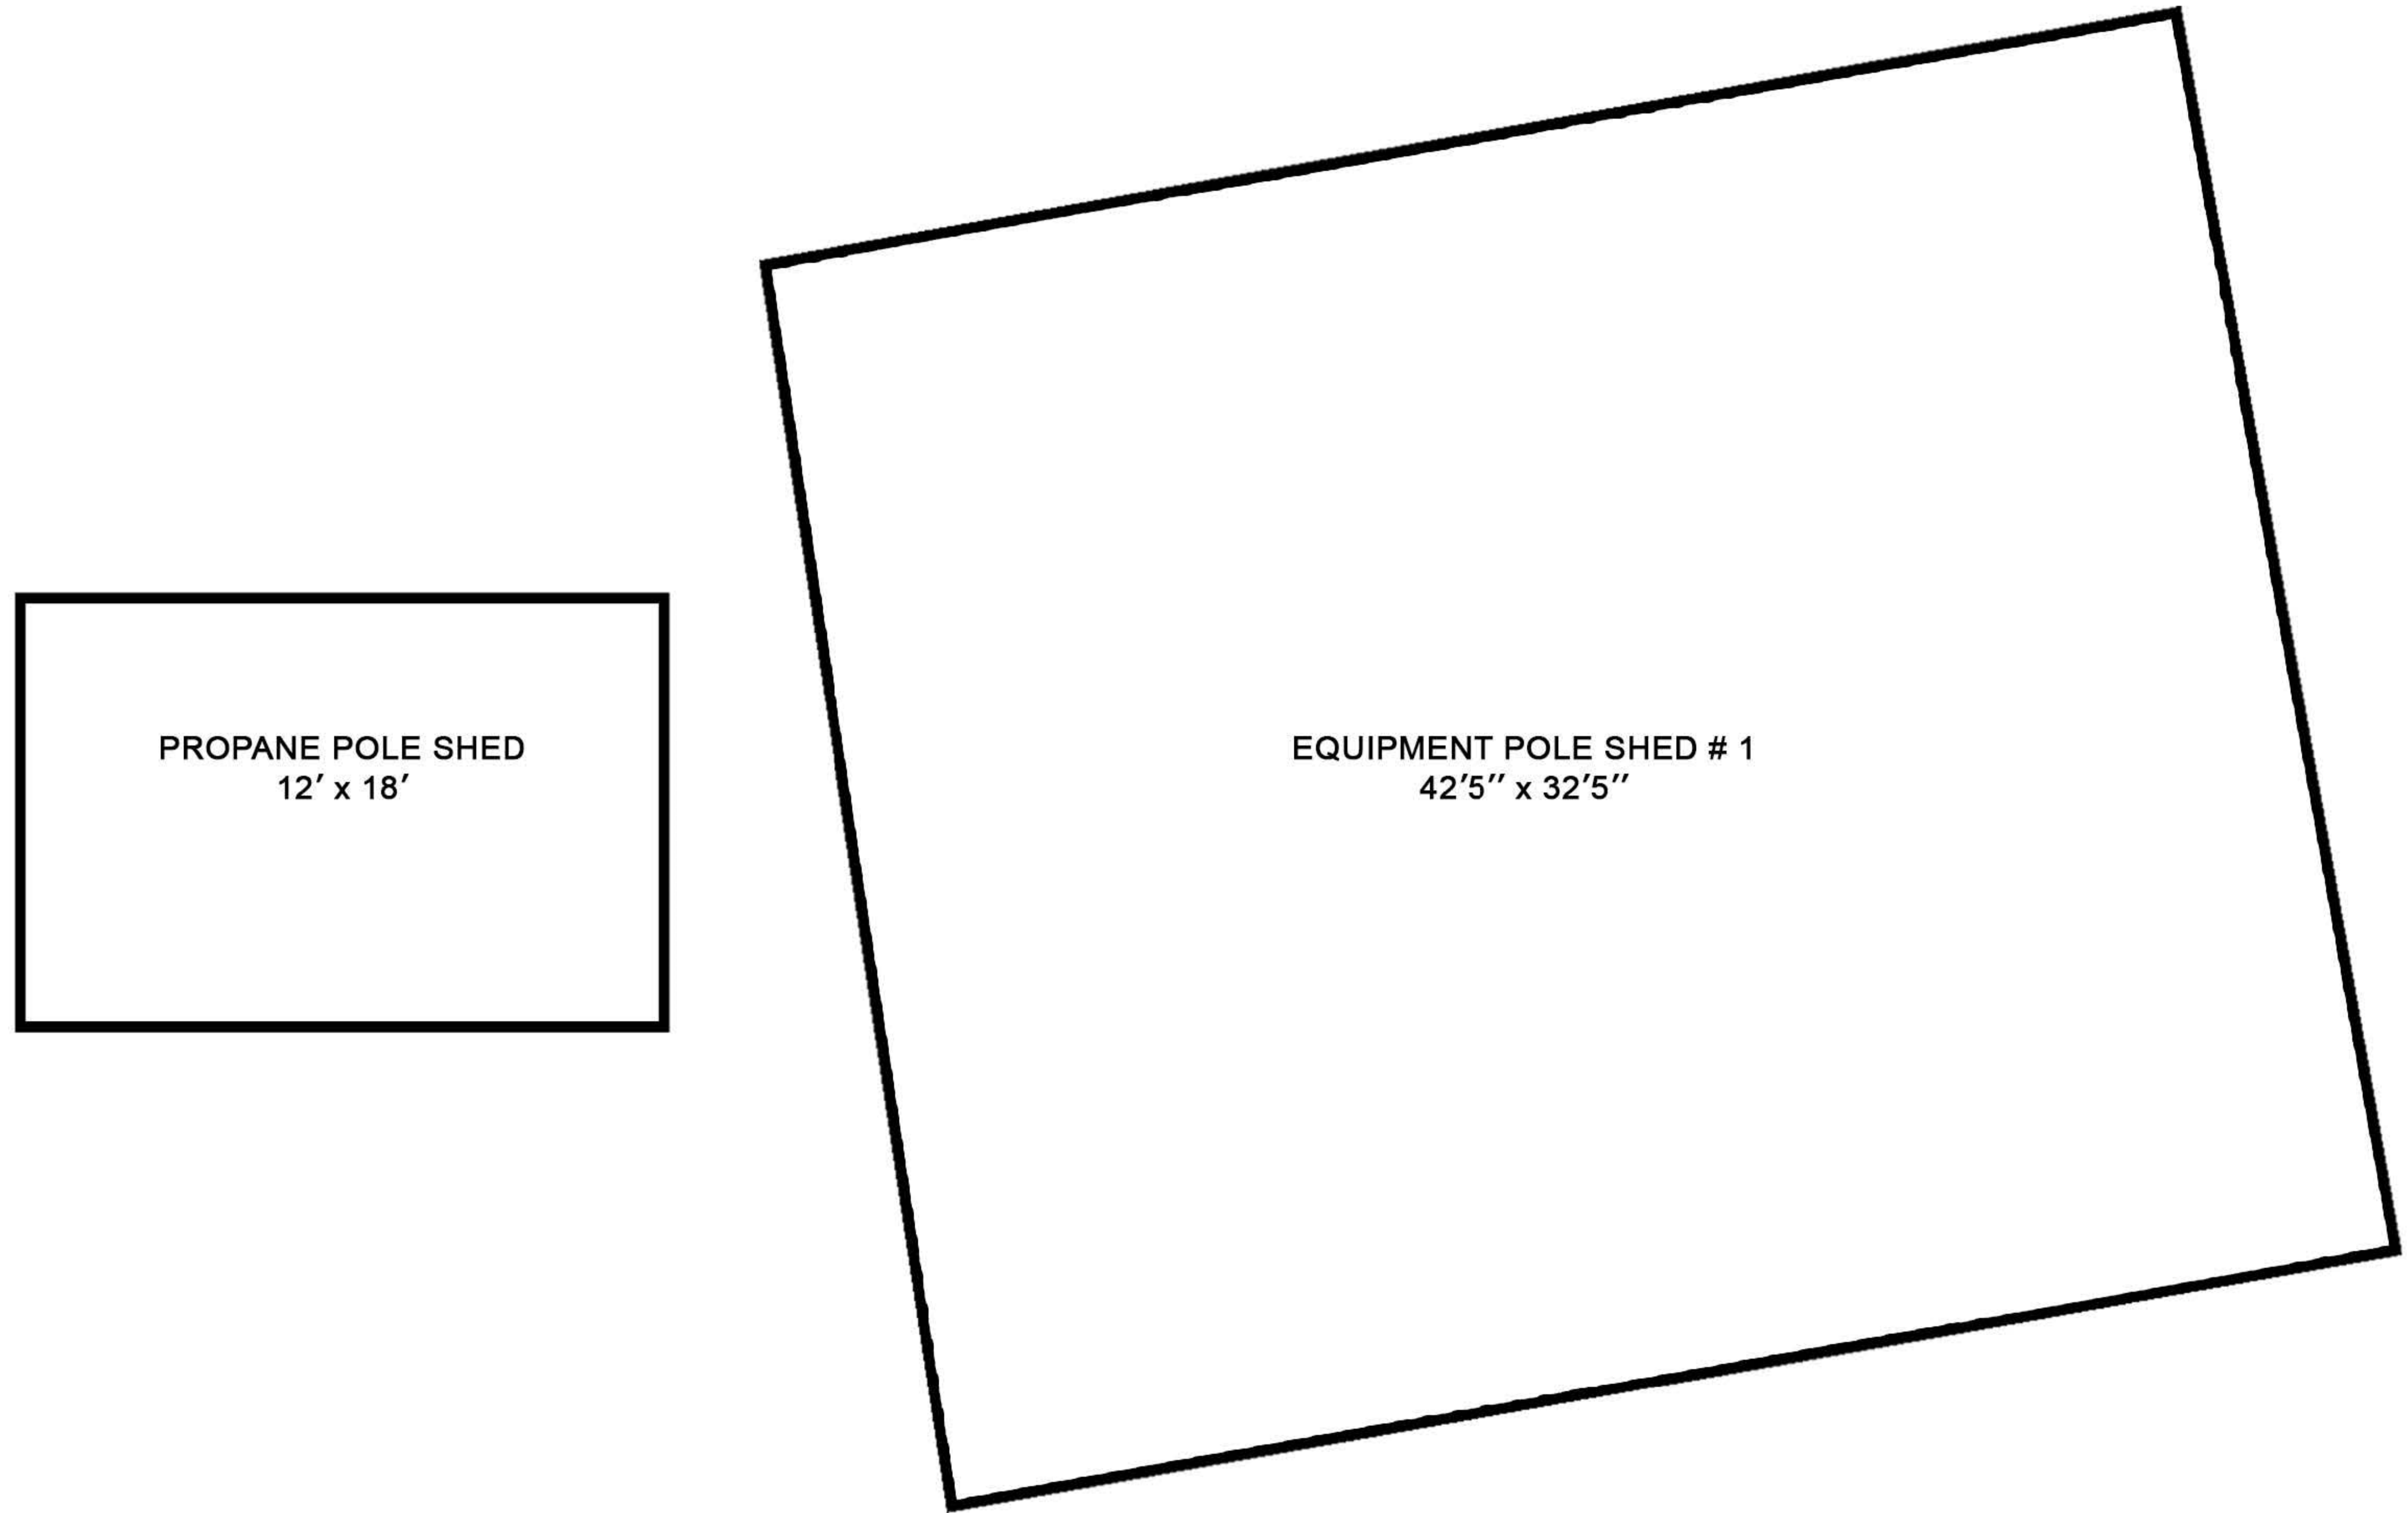 PROPANE POLE SHED
12′ x 18′
EQUIPMENT POLE SHED # 1
42′5″ x 32′5″